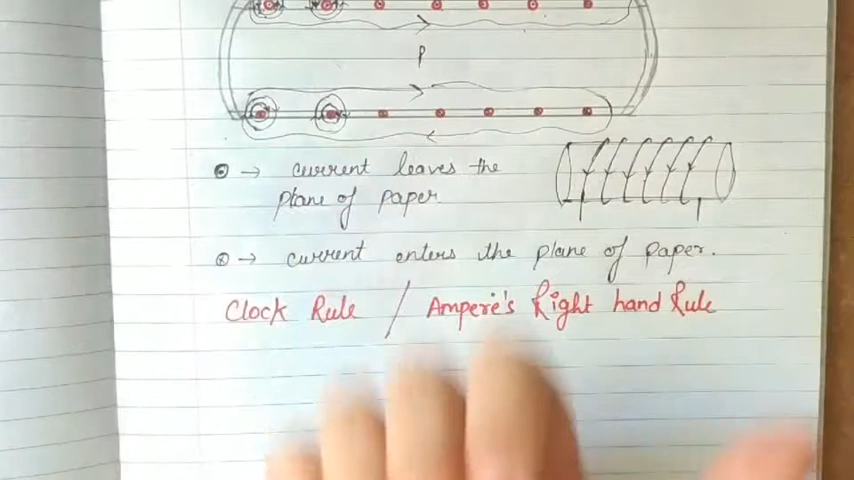 P
→ current leaves the
plane of paper
→ current enters the plane of paper.
Clock Rule / Ampere's Right hand Rule